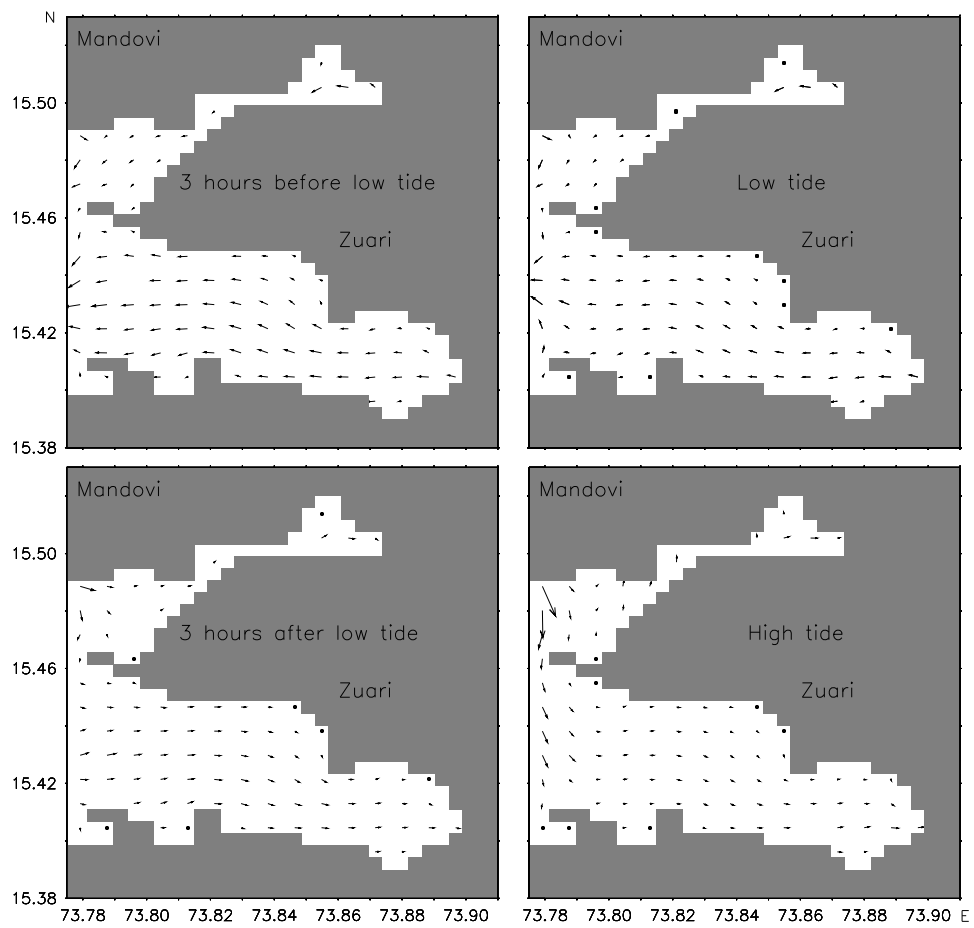 N
Mandovi
Mandovi
15.50
3 hours before low tide
Low tide
15.46
Zuari
Zuari
15.42
15.38
Mandovi
Mandovi
15.50
3 hours after low tide
High tide
15.46
Zuari
Zuari
15.42
15.38
73.78 73.80 73.82 73.84 73.86 73.88 73.90
73.78 73.80 73.82 73.84 73.86 73.88 73.90 E